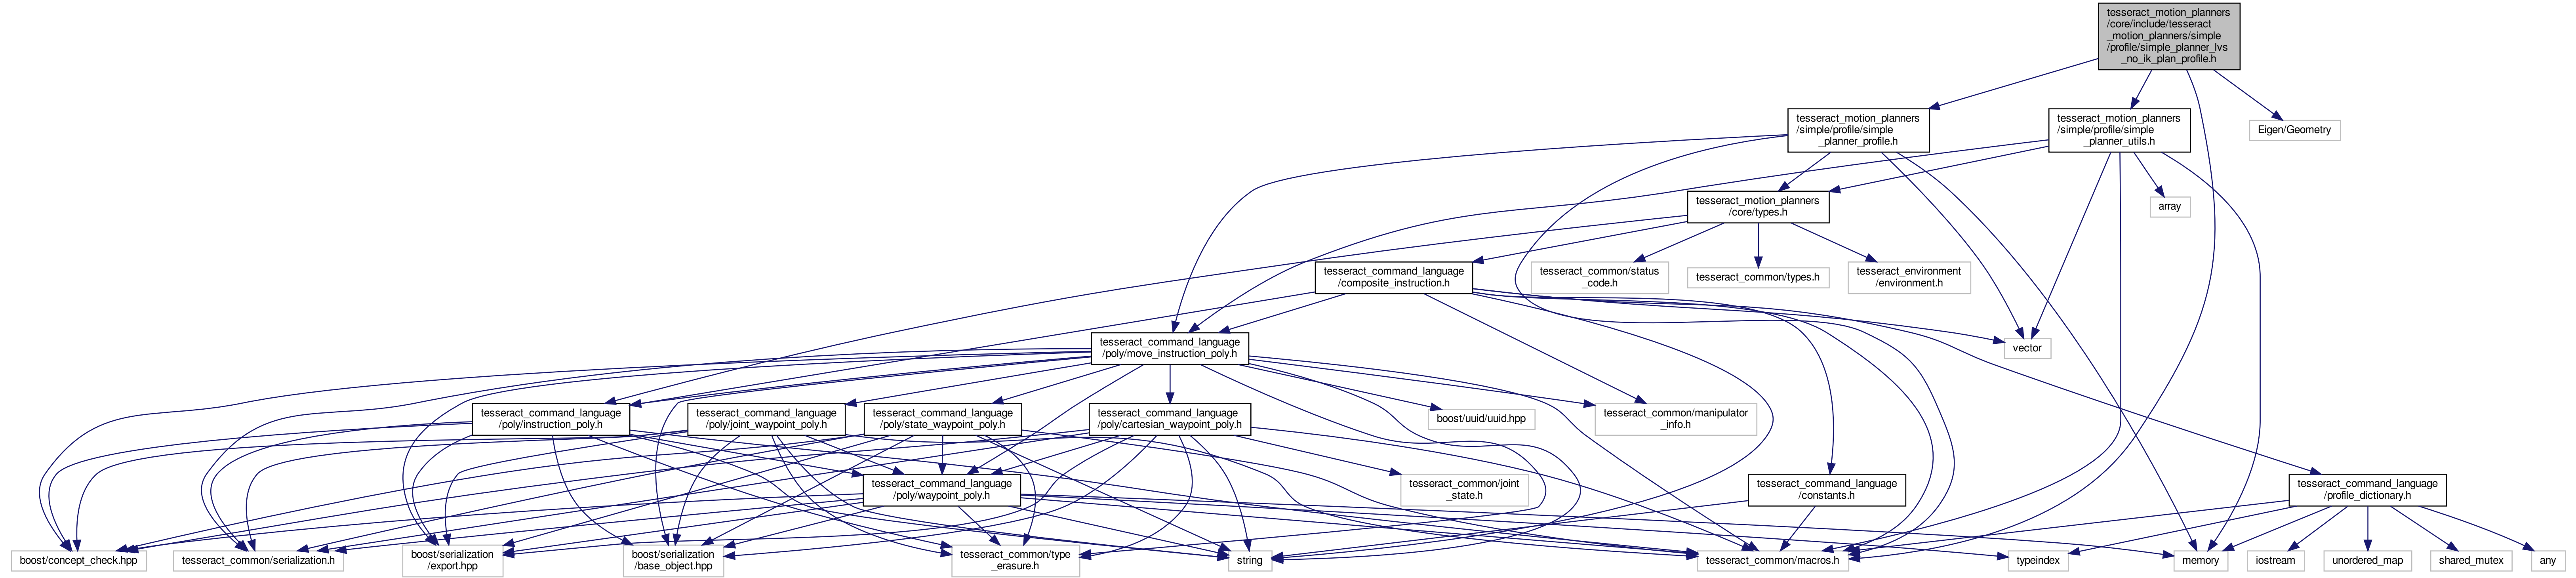 tesseract_motion_planners
/core/include/tesseract
_motion_planners/simple
/profile/simple_planner_lvs
_no_ik_plan_profile.h
tesseract_motion_planners
/simple/profile/simple
_planner_profile.h
tesseract_motion_planners
/simple/profile/simple
_planner_utils.h
Eigen/Geometry
tesseract_motion_planners
/core/types.h
array
tesseract_command_language
/composite_instruction.h
tesseract_common/status
_code.h
tesseract_common/types.h
tesseract_environment
/environment.h
tesseract_command_language
/poly/move_instruction_poly.h
vector
tesseract_command_language
/poly/instruction_poly.h
tesseract_command_language
/poly/joint_waypoint_poly.h
tesseract_command_language
/poly/state_waypoint_poly.h
tesseract_command_language
/poly/cartesian_waypoint_poly.h
boost/uuid/uuid.hpp
tesseract_common/manipulator
_info.h
tesseract_command_language
/poly/waypoint_poly.h
tesseract_common/joint
_state.h
tesseract_command_language
/constants.h
tesseract_command_language
/profile_dictionary.h
boost/concept_check.hpp
tesseract_common/serialization.h
boost/serialization
/export.hpp
boost/serialization
/base_object.hpp
tesseract_common/type
_erasure.h
string
tesseract_common/macros.h
typeindex
memory
iostream
unordered_map
shared_mutex
any